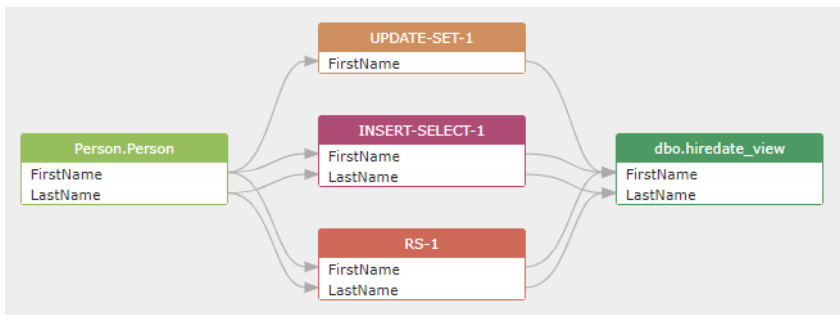 UPDATE-SET-1
FirstName
Person.Person
FirstName
LastName
INSERT-SELECT-1
FirstName
LastName
RS-1
FirstName
LastName
dbo.hiredate_view
FirstName
LastName